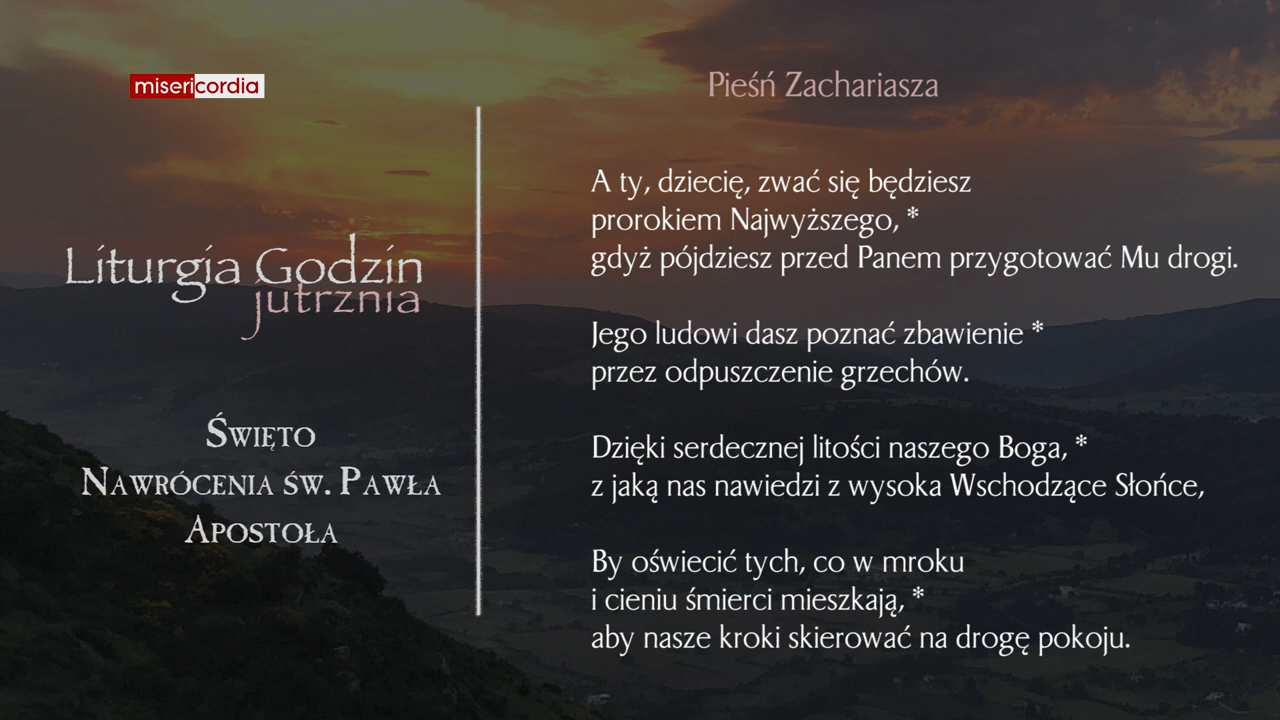 misericordia
Liturgia Godzin
jutrznia
Święto
Nawrócenia św. Pawła
Apostoła
Pieśń Zachariasza
A ty, dziecię, zwać się będziesz
prorokiem Najwyższego, *
gdyż pójdziesz przed Panem przygotować Mu drogi.
Jego ludowi dasz poznać zbawienie *
przez odpuszczenie grzechów.
Dzięki serdecznej litości naszego Boga, *
z jaką nas nawiedzi z wysoka Wschodzące Słońce,
By oświecić tych, co w mroku
i cieniu śmierci mieszkają, *
aby nasze kroki skierować na drogę pokoju.